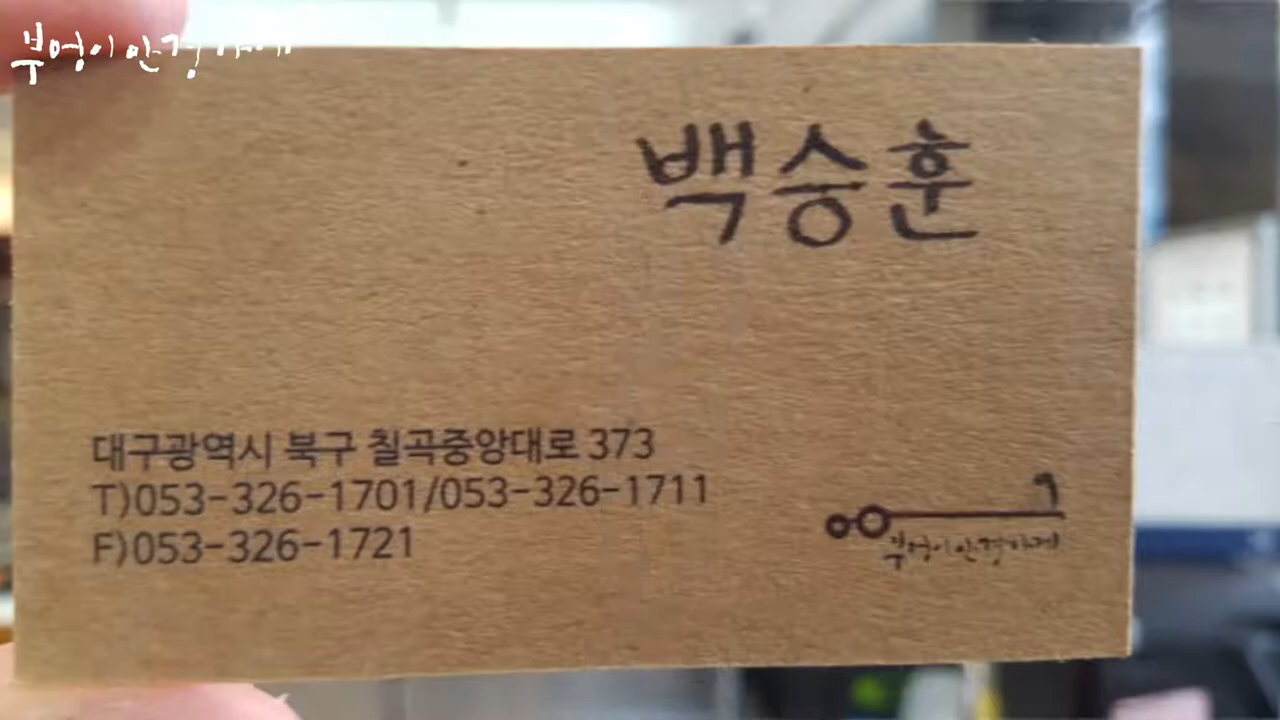 부엉이안경가게
백승훈
대구광역시 북구 칠곡중앙대로 373
T)053-326-1701/053-326-1711
F)053-326-1721
부엉이안경가게